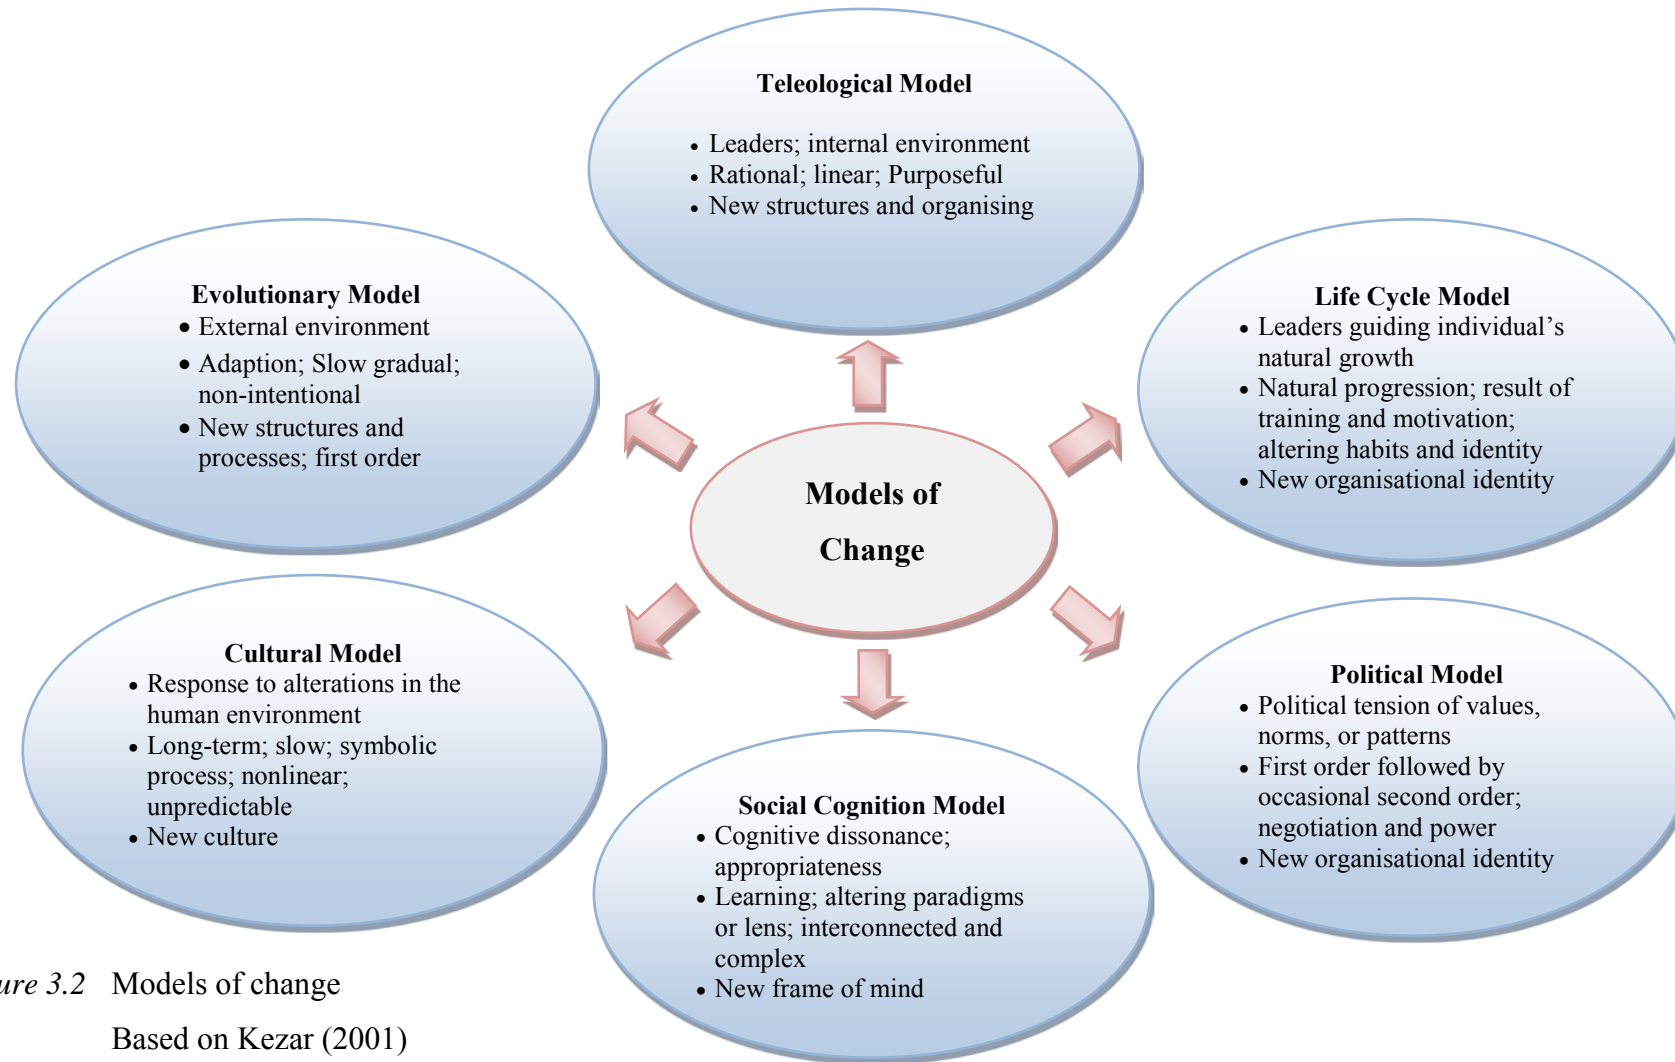 Teleological Model
• Leaders; internal environment
• Rational; linear; Purposeful
• New structures and organising
Evolutionary Model
• External environment
• Adaption; Slow gradual;
non-intentional
• New structures and
processes; first order
Life Cycle Model
• Leaders guiding individual's
natural growth
• Natural progression; result of
training and motivation;
altering habits and identity
• New organisational identity
Models of
Change
Cultural Model
• Response to alterations in the
human environment
• Long-term; slow; symbolic
process; nonlinear;
unpredictable
• New culture
Political Model
• Political tension of values,
norms, or patterns
• First order followed by
occasional second order;
negotiation and power
• New organisational identity
Social Cognition Model
• Cognitive dissonance;
appropriateness
• Learning; altering paradigms
or lens; interconnected and
complex
• New frame of mind
ure 3.2 Models of change
Based on Kezar (2001)